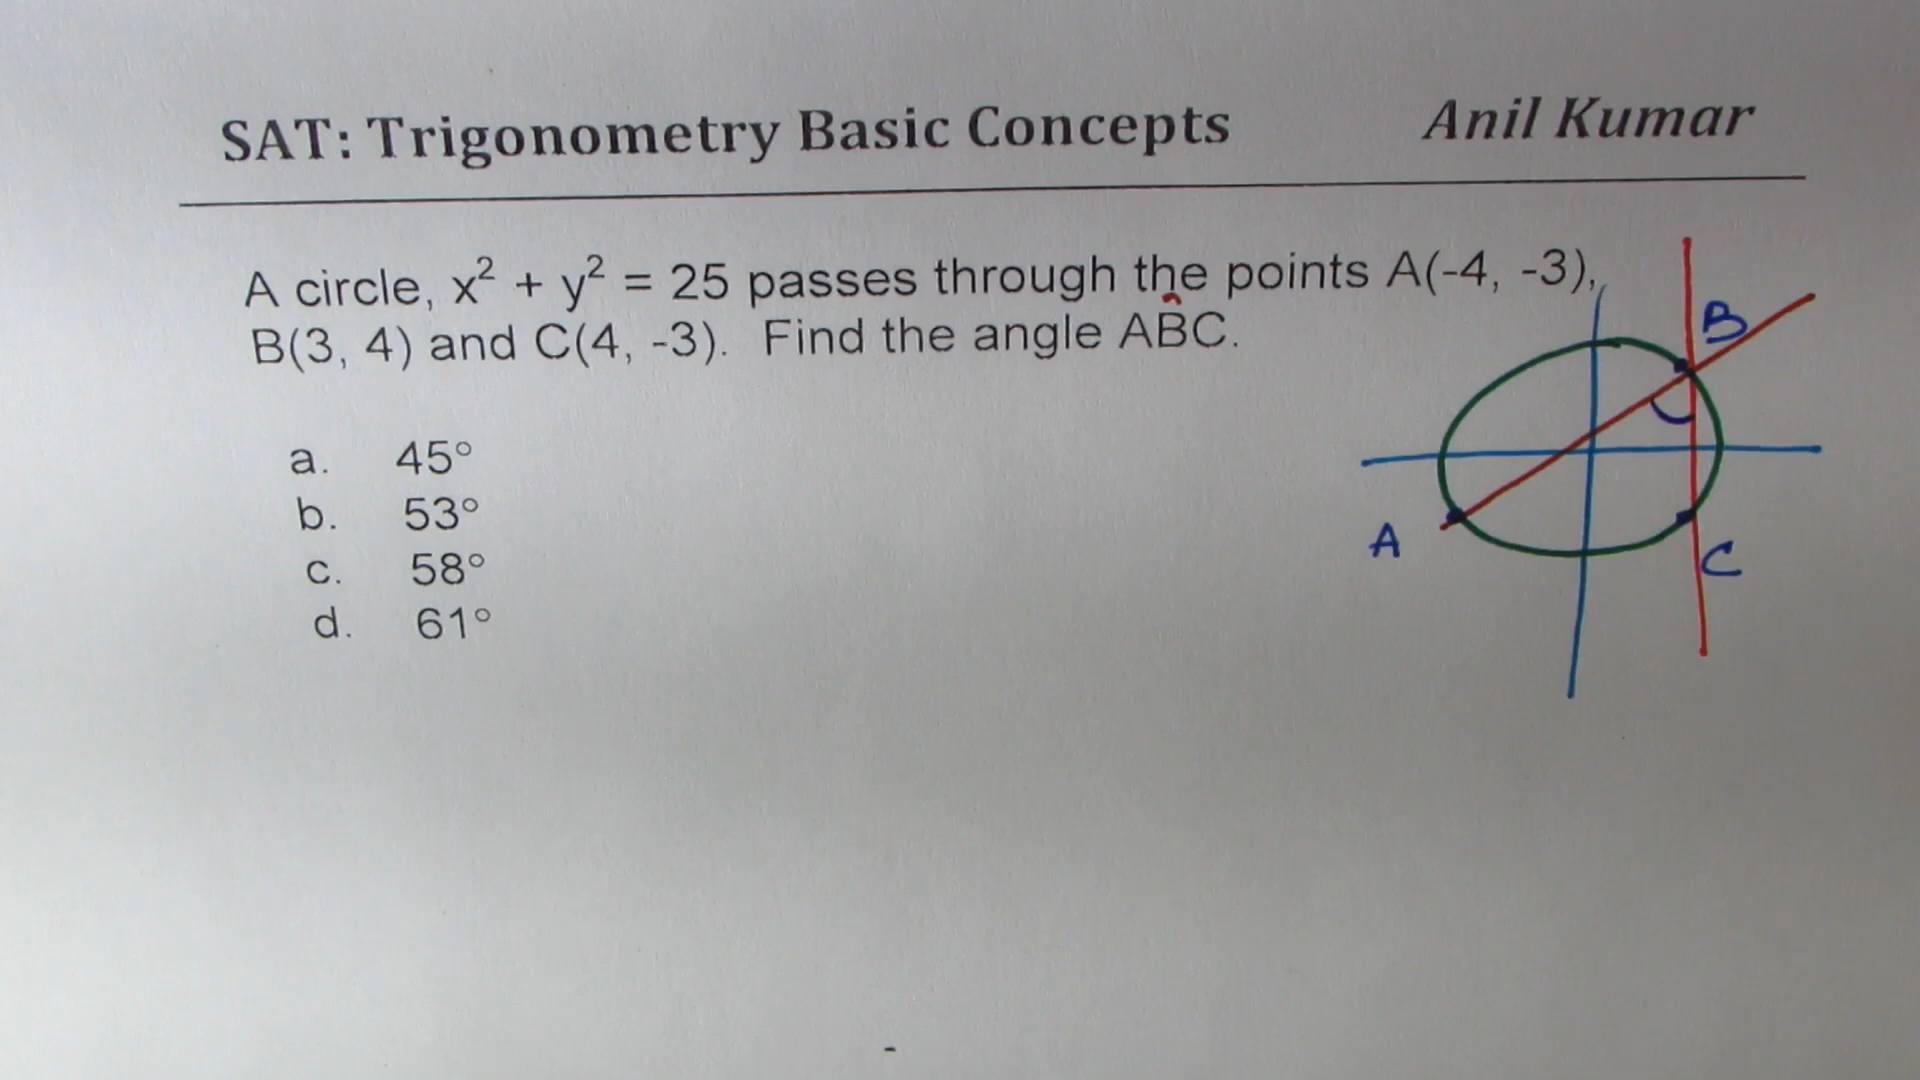 SAT: Trigonometry Basic Concepts Anil Kumar
A circle, x² + y² = 25 passes through the points A(-4, -3),
B(3, 4) and C(4, -3). Find the angle ABC.
a. 45°
b. 53°
c. 58°
d. 61°
B
A
C